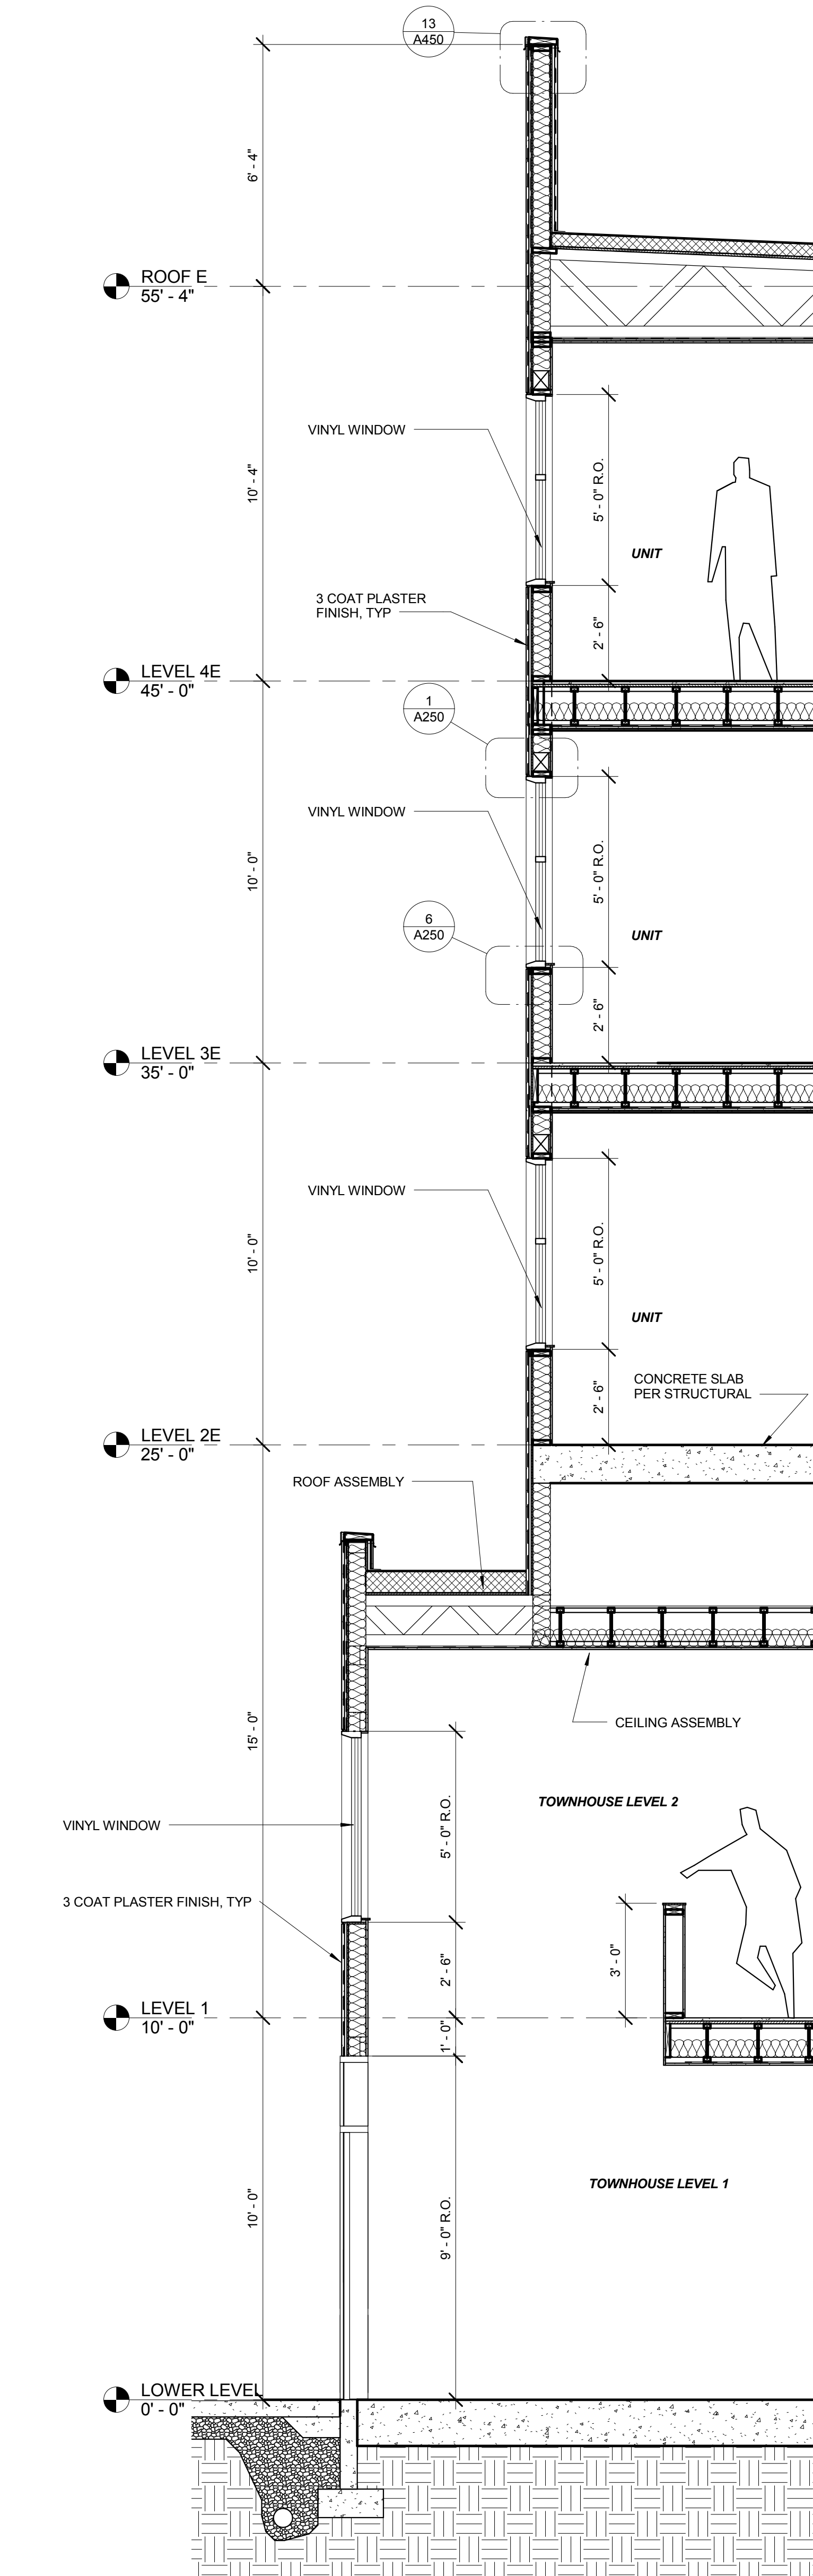 13
A450
6' - 4"
ROOF E
55' - 4"
VINYL WINDOW
10' - 4"
5' - 0" R.O.
UNIT
3 COAT PLASTER
FINISH, TYP
2' - 6"
LEVEL 4E
45' - 0"
1
A250
VINYL WINDOW
10' - 0"
5' - 0" R.O.
6
A250
UNIT
2' - 6"
LEVEL 3E
35' - 0"
VINYL WINDOW
10' - 0"
5' - 0" R.O.
UNIT
2' - 6"
CONCRETE SLAB
PER STRUCTURAL
LEVEL 2E
25' - 0"
ROOF ASSEMBLY
15' - 0"
CEILING ASSEMBLY
TOWNHOUSE LEVEL 2
VINYL WINDOW
5' - 0" R.O.
3 COAT PLASTER FINISH, TYP
2' - 6"
3' - 0"
LEVEL 1
10' - 0"
1' - 0"
TOWNHOUSE LEVEL 1
10' - 0"
9' - 0" R.O.
LOWER LEVEL
0' - 0"